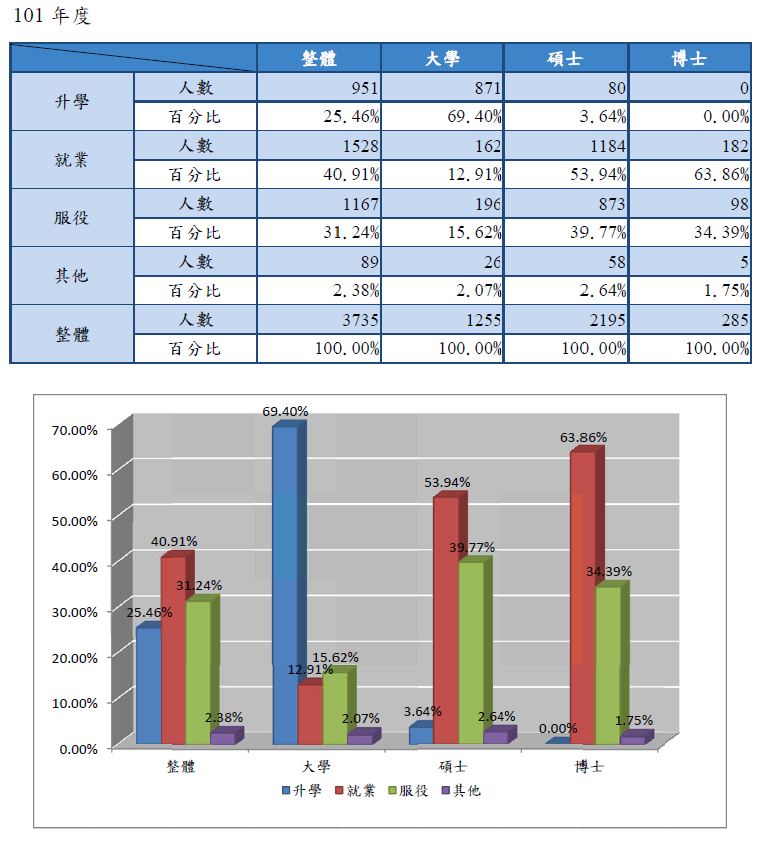 101 年度
整體 大學 碩士 博士
升學 人數 951 871 80 0
百分比 25.46% 69.40% 3.64% 0.00%
就業 人數 1528 162 1184 182
百分比 40.91% 12.91% 53.94% 63.86%
服役 人數 1167 196 873 98
百分比 31.24% 15.62% 39.77% 34.39%
其他 人數 89 26 58 5
百分比 2.38% 2.07% 2.64% 1.75%
整體 人數 3735 1255 2195 285
百分比 100.00% 100.00% 100.00% 100.00%
70.00%
60.00%
50.00%
40.00%
30.00%
20.00%
10.00%
0.00%
25.46% 40.91% 31.24% 2.38%
69.40% 12.91% 15.62% 2.07%
3.64% 53.94% 39.77% 2.64%
0.00% 63.86% 34.39% 1.75%
整體 大學 碩士 博士
升學 就業 服役 其他